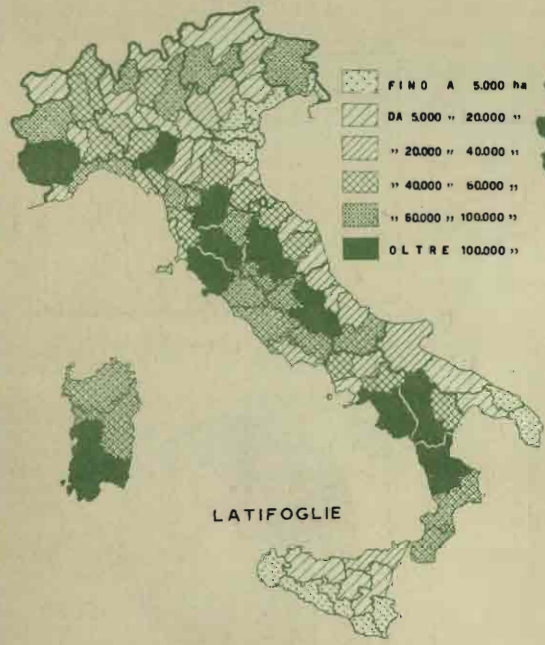 FINO A 5.000 ha
DA 5.000 " 20.000 "
" 20.000 " 40.000 "
" 40.000 " 60.000 "
" 60.000 " 100.000 "
OLTRE 100.000 "
LATIFOGLIE